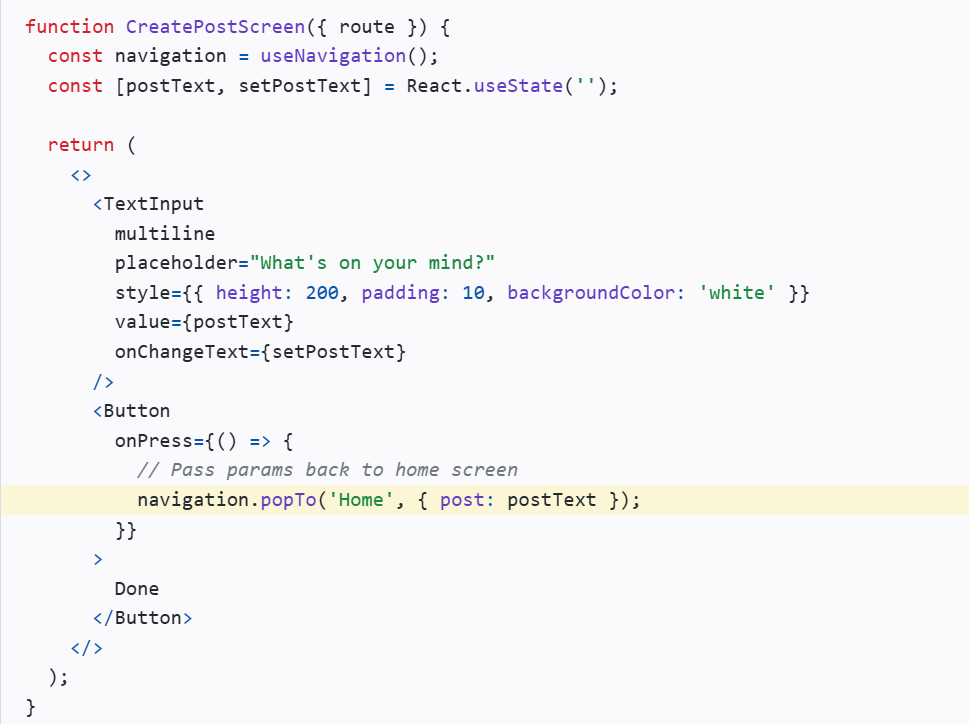 function CreatePostScreen({ route }) {
  const navigation = useNavigation();
  const [postText, setPostText] = React.useState('');

  return (
    <>
      <TextInput
        multiline
        placeholder="What's on your mind?"
        style={{ height: 200, padding: 10, backgroundColor: 'white' }}
        value={postText}
        onChangeText={setPostText}
      />
      <Button
        onPress={() => {
          // Pass params back to home screen
          navigation.popTo('Home', { post: postText });
        }}
      >
        Done
      </Button>
    </>
  );
}